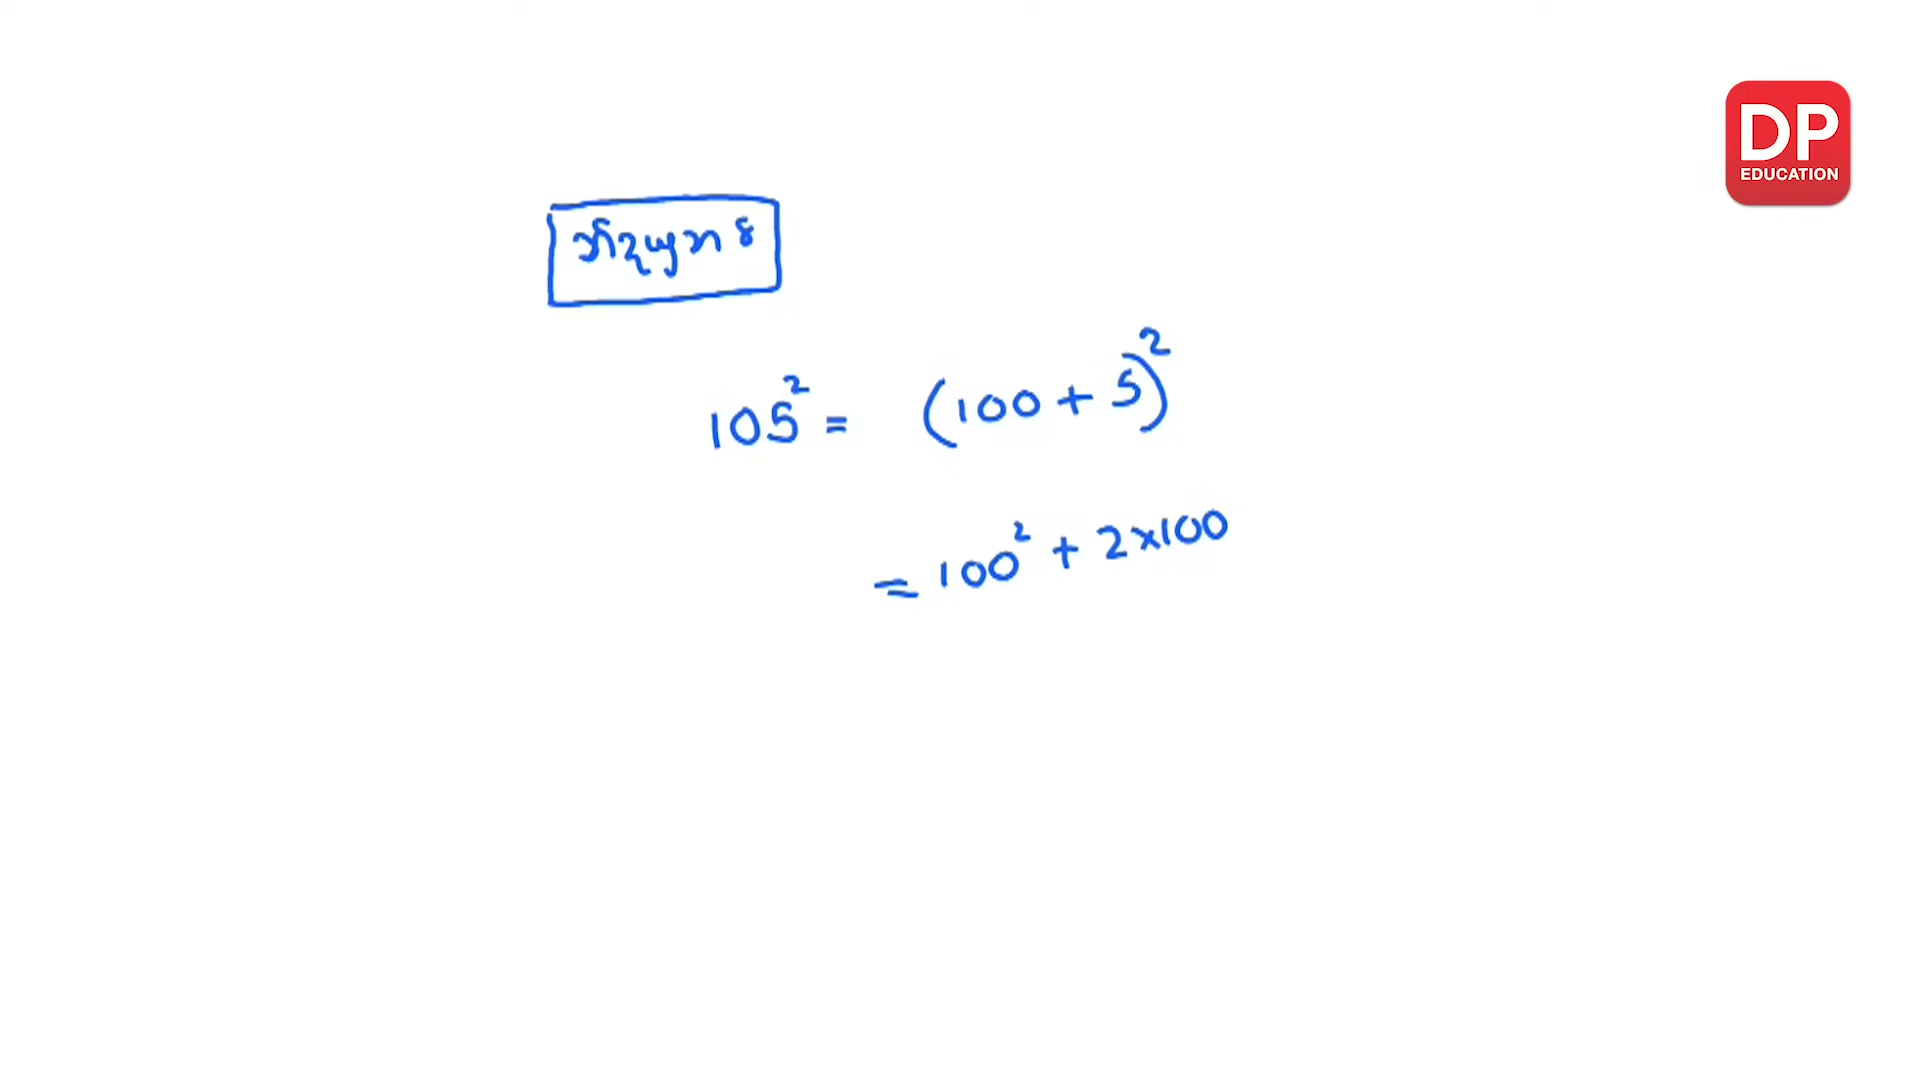 DP
EDUCATION
නිදසුන 8
105² = (100 + 5)²
= 100² + 2×100